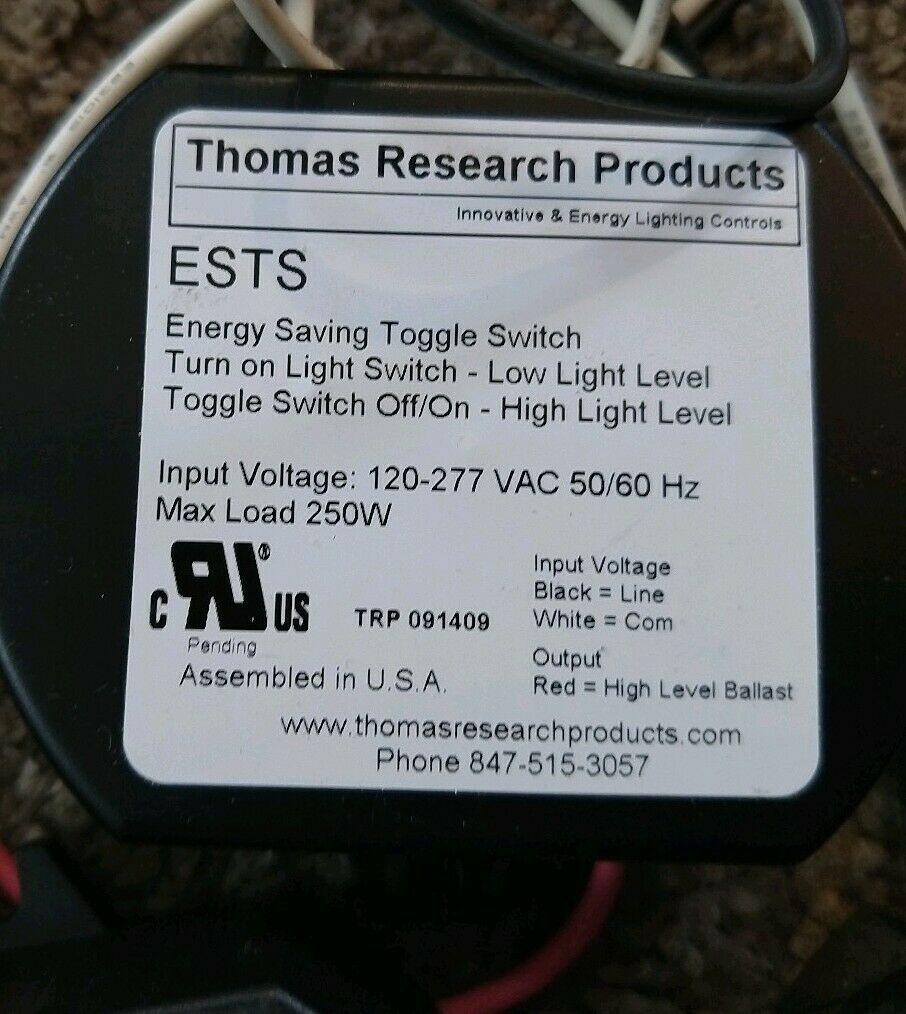 Thomas Research Products
Innovative & Energy Lighting Controls
ESTS
Energy Saving Toggle Switch
Turn on Light Switch - Low Light Level
Toggle Switch Off/On - High Light Level
Input Voltage: 120-277 VAC 50/60 Hz
Max Load 250W
C RU® US
Pending
TRP 091409
Assembled in U.S.A.
Input Voltage
Black = Line
White = Com
Output
Red = High Level Ballast
www.thomasresearchproducts.com
Phone 847-515-3057